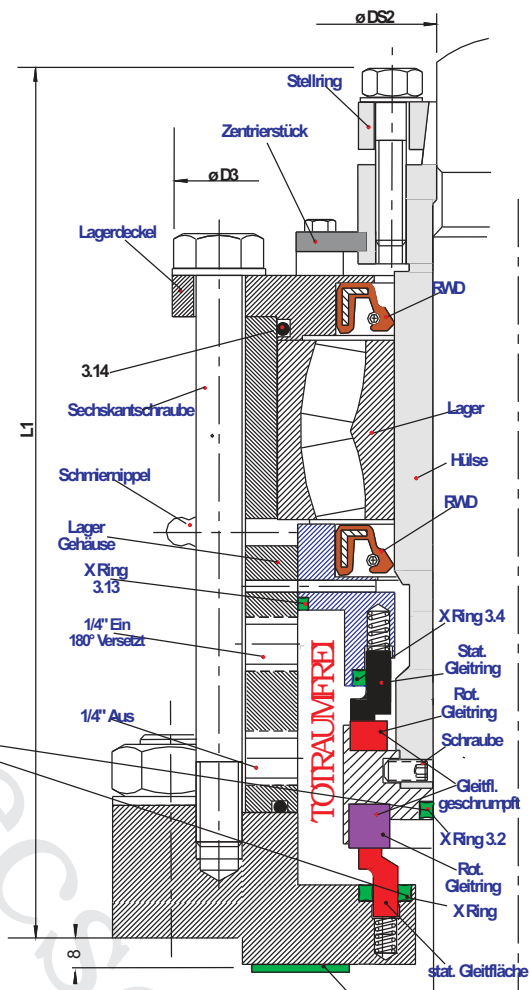 ø DS2
Stellring
Zentrierstück
ø D3
Lagerdeckel
RWD
3.14
Sechskantschraube
Lager
L1
Hülse
Schmiernippel
RWD
Lager
Gehäuse
X Ring
3.13
X Ring 3.4
1/4" Ein
180° Versetzt
Stat.
Gleitring
TOTRAUMFREI
Rot.
Gleitring
1/4" Aus
Schraube
Gleitfl.
geschrumpft
X Ring 3.2
Rot.
Gleitring
X Ring
stat. Gleitfläche
8